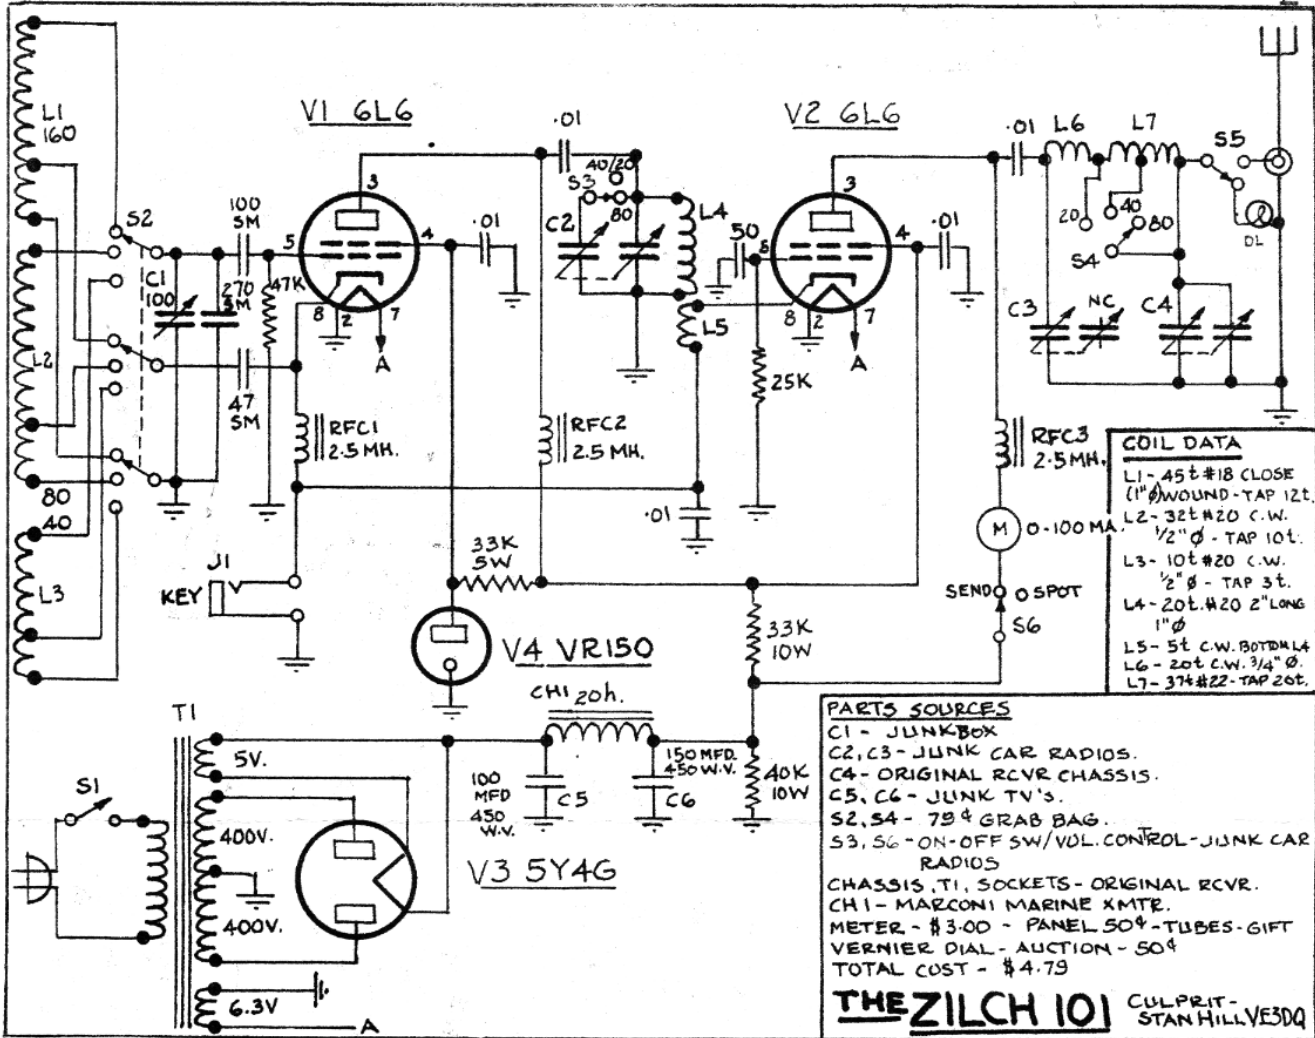 L1
160
S2
C1
100
L2
80
40
L3
V1 6L6
100
SM
270
SM
47K
47
SM
5
3
4
8
2
7
A
.01
.01
RFC1
2.5 MH.
RFC2
2.5 MH.
J1
KEY
40/20
S3
80
C2
L4
L5
.01
V2 6L6
50
5
3
4
8
2
7
A
25K
.01
.01
L6
L7
S5
20
40
80
S4
DL
C3
NC
C4
RFC3
2.5 MH.
M
0-100 MA.
SEND
SPOT
S6
33K
5W
33K
10W
V4 VR150
CH1 20h.
100
MFD
450
W.V.
C5
150 MFD.
450 W.V.
C6
40K
10W
T1
S1
5V.
400V.
400V.
6.3V
A
V3 5Y4G
COIL DATA
L1- 45t #18 CLOSE
(1"Ø) WOUND - TAP 12t.
L2- 32t #20 C.W.
1/2" Ø - TAP 10t.
L3- 10t #20 C.W.
1/2" Ø - TAP 3t.
L4- 20t. #20 2" LONG
1"Ø
L5- 5t C.W. BOTTOM L4
L6 - 20t C.W. 3/4" Ø.
L7- 37t #22 - TAP 20t.
PARTS SOURCES
C1 - JUNKBOX
C2, C3 - JUNK CAR RADIOS.
C4 - ORIGINAL RCVR CHASSIS.
C5, C6 - JUNK TV'S.
S2, S4 - 79¢ GRAB BAG.
S3, S6 - ON-OFF SW/VOL. CONTROL - JUNK CAR
RADIOS
CHASSIS, T1, SOCKETS - ORIGINAL RCVR.
CH1 - MARCONI MARINE XMTR.
METER - $3.00 - PANEL 50¢ - TUBES - GIFT
VERNIER DIAL - AUCTION - 50¢
TOTAL COST - $4.79
THE ZILCH 101
CULPRIT -
STAN HILL VE3DQ